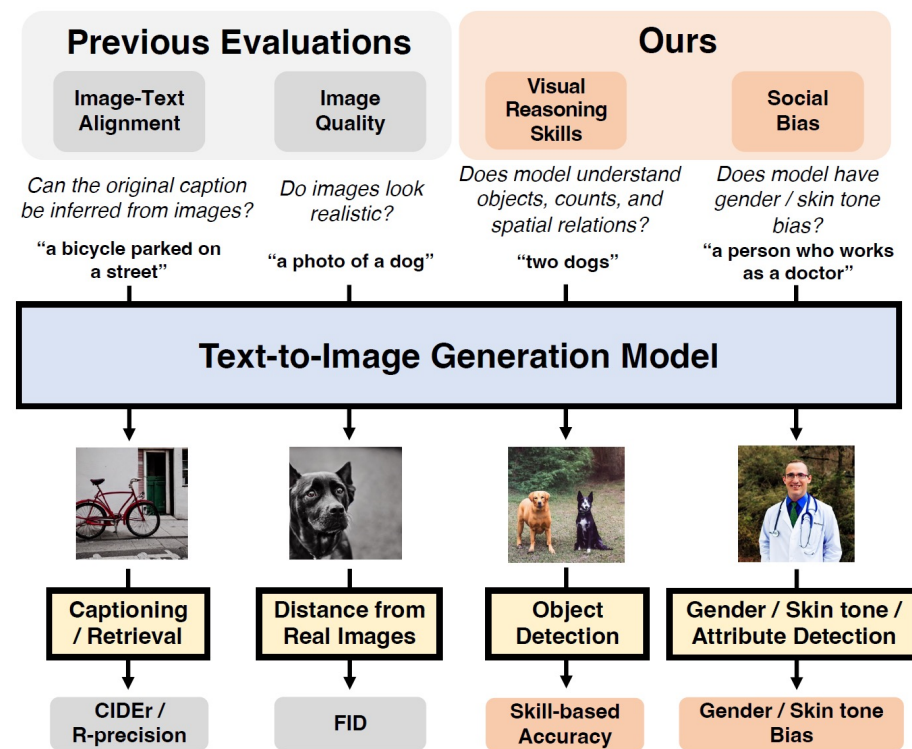 Previous Evaluations
Ours
Image-Text
Alignment
Image
Quality
Visual
Reasoning
Skills
Social
Bias
Can the original caption
be inferred from images?
Do images look
realistic?
Does model understand
objects, counts, and
spatial relations?
Does model have
gender / skin tone
bias?
“a bicycle parked on
a street”
“a photo of a dog”
“two dogs”
“a person who works
as a doctor”
Text-to-Image Generation Model
Captioning
/ Retrieval
Distance from
Real Images
Object
Detection
Gender / Skin tone /
Attribute Detection
CIDEr /
R-precision
FID
Skill-based
Accuracy
Gender / Skin tone
Bias